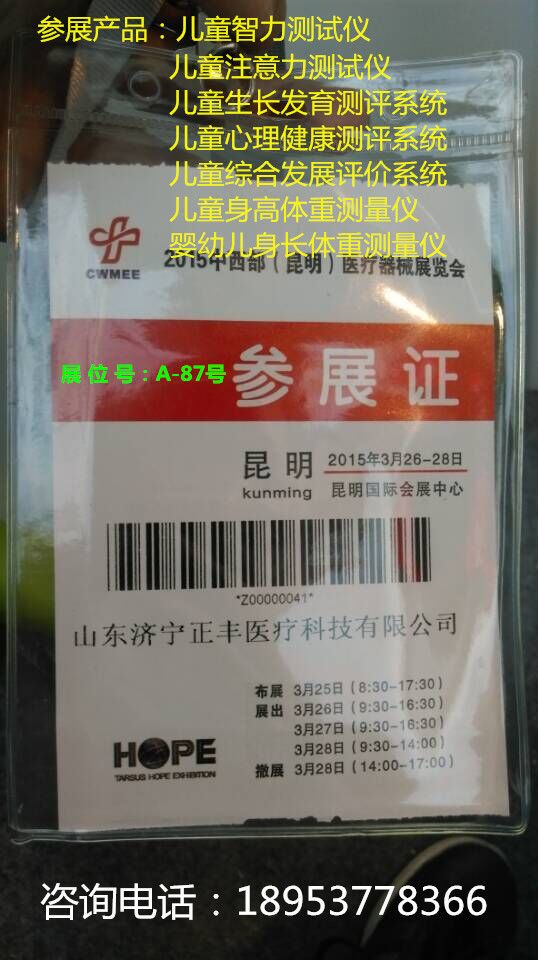 参展产品：儿童智力测试仪
儿童注意力测试仪
儿童生长发育测评系统
儿童心理健康测评系统
儿童综合发展评价系统
儿童身高体重测量仪
婴幼儿身长体重测量仪
CWMEE
2015中西部（昆明）医疗器械展览会
展位号：A-87号
参展证
昆明 2015年3月26-28日
kunming 昆明国际会展中心
*Z00000041*
山东济宁正丰医疗科技有限公司
布展 3月25日（8:30-17:30）
展出 3月26日（9:30-16:30）
3月27日（9:30-16:30）
3月28日（9:30-14:00）
撤展 3月28日（14:00-17:00）
HOPE
TARSUS HOPE EXHIBITION
咨询电话：18953778366